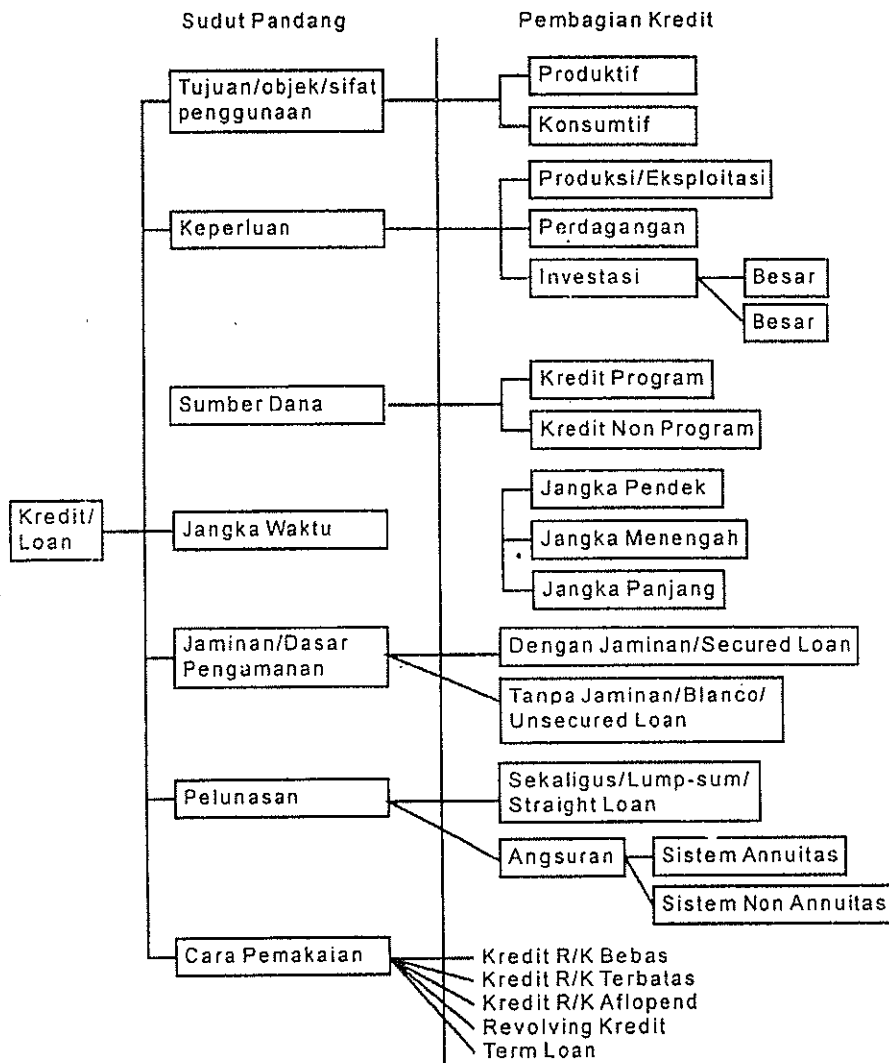 Sudut Pandang
Pembagian Kredit
Tujuan/objek/sifat
penggunaan
Produktif
Konsumtif
Keperluan
Produksi/Eksploitasi
Perdagangan
Investasi
Besar
Besar
Sumber Dana
Kredit Program
Kredit Non Program
Kredit/
Loan
Jangka Waktu
Jangka Pendek
Jangka Menengah
Jangka Panjang
Jaminan/Dasar
Pengamanan
Dengan Jaminan/Secured Loan
Tanpa Jaminan/Blanco/
Unsecured Loan
Pelunasan
Sekaligus/Lump-sum/
Straight Loan
Angsuran
Sistem Annuitas
Sistem Non Annuitas
Cara Pemakaian
Kredit R/K Bebas
Kredit R/K Terbatas
Kredit R/K Aflopend
Revolving Kredit
Term Loan